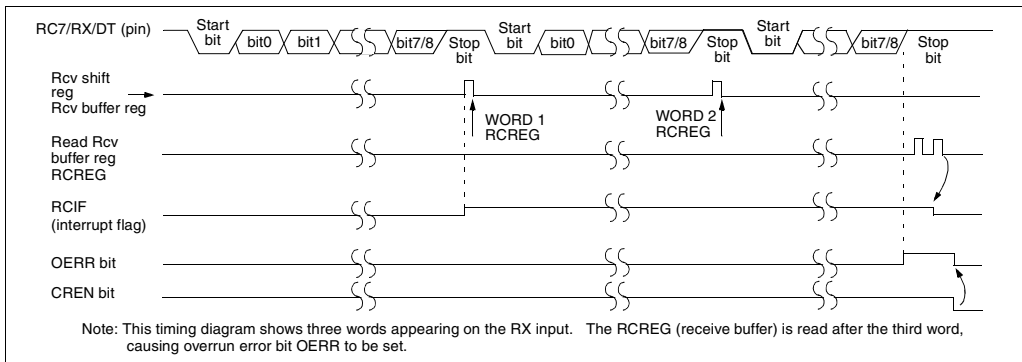 RC7/RX/DT (pin)
Start
bit
bit0
bit1
bit7/8
Stop
bit
Start
bit
bit0
bit7/8
Stop
bit
Start
bit
bit7/8
Stop
bit
Rcv shift
reg
Rcv buffer reg
WORD 1
RCREG
WORD 2
RCREG
Read Rcv
buffer reg
RCREG
RCIF
(interrupt flag)
OERR bit
CREN bit
Note: This timing diagram shows three words appearing on the RX input. The RCREG (receive buffer) is read after the third word,
causing overrun error bit OERR to be set.